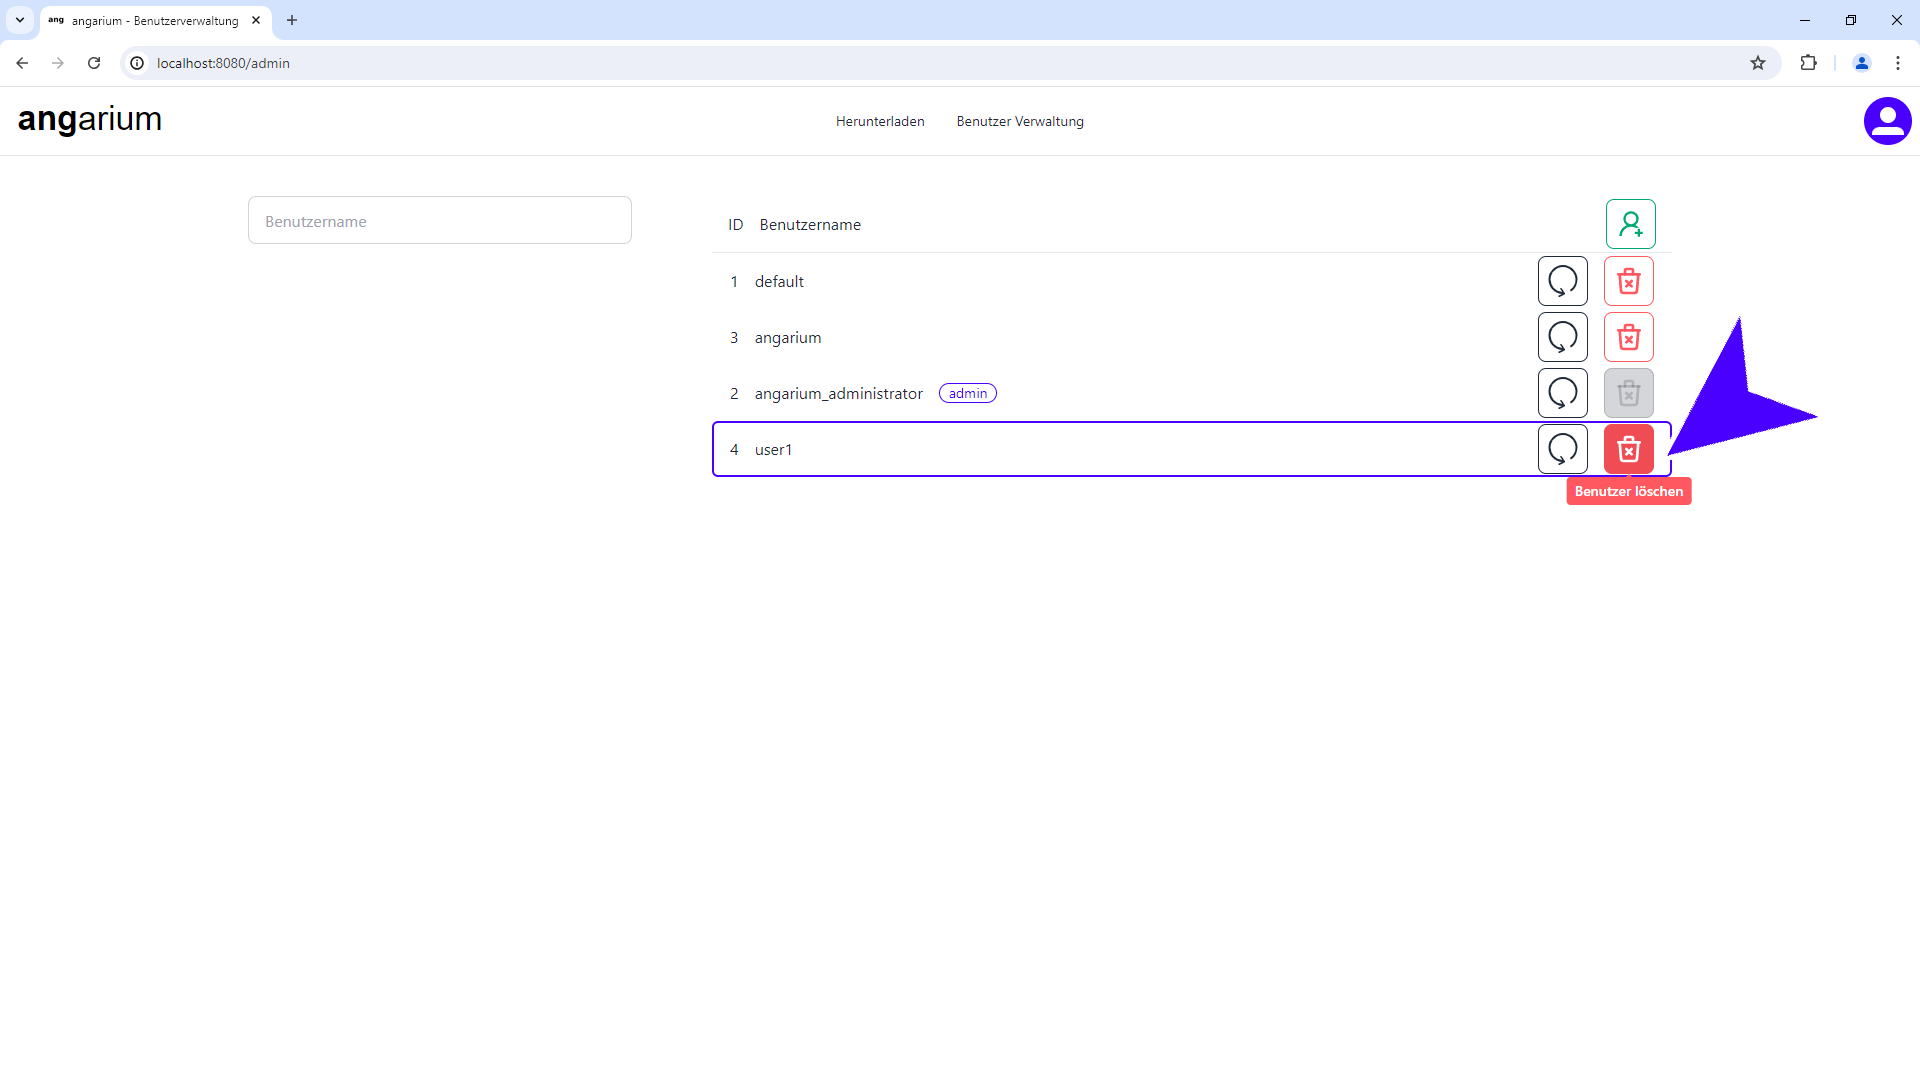 ang angarium - Benutzerverwaltung
localhost:8080/admin
angarium
Herunterladen Benutzer Verwaltung
Benutzername
ID Benutzername
1 default
3 angarium
2 angarium_administrator admin
4 user1
Benutzer löschen